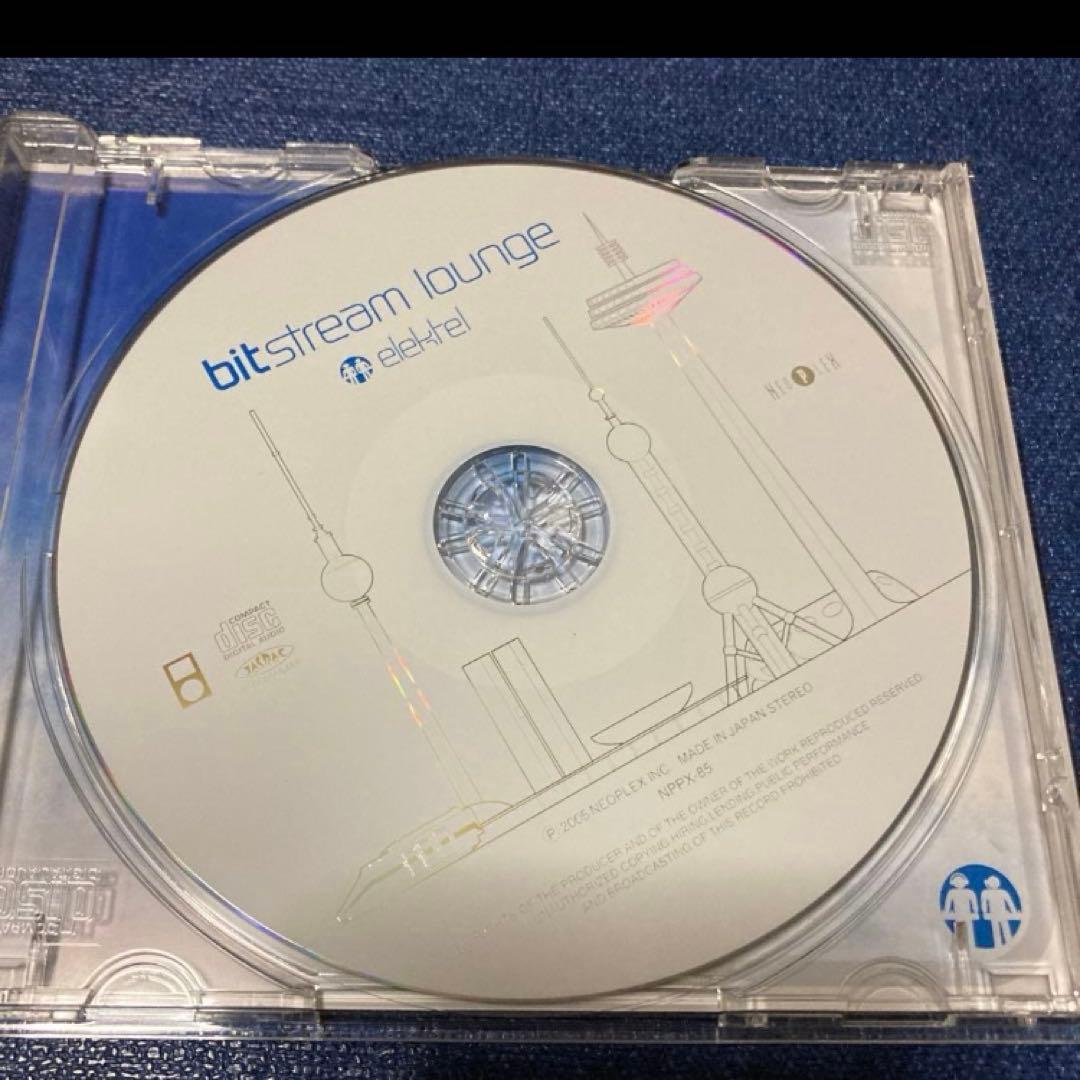 bitstream lounge
elektel
NEOPLEX
COMPACT
disc
DIGITAL AUDIO
JASRAC
Ⓟ 2005 NEOPLEX INC. MADE IN JAPAN STEREO
NPPX-85
OF THE PRODUCER AND OF THE OWNER OF THE WORK REPRODUCED RESERVED.
UNAUTHORIZED COPYING HIRING LENDING PUBLIC PERFORMANCE
AND BROADCASTING OF THIS RECORD PROHIBITED.